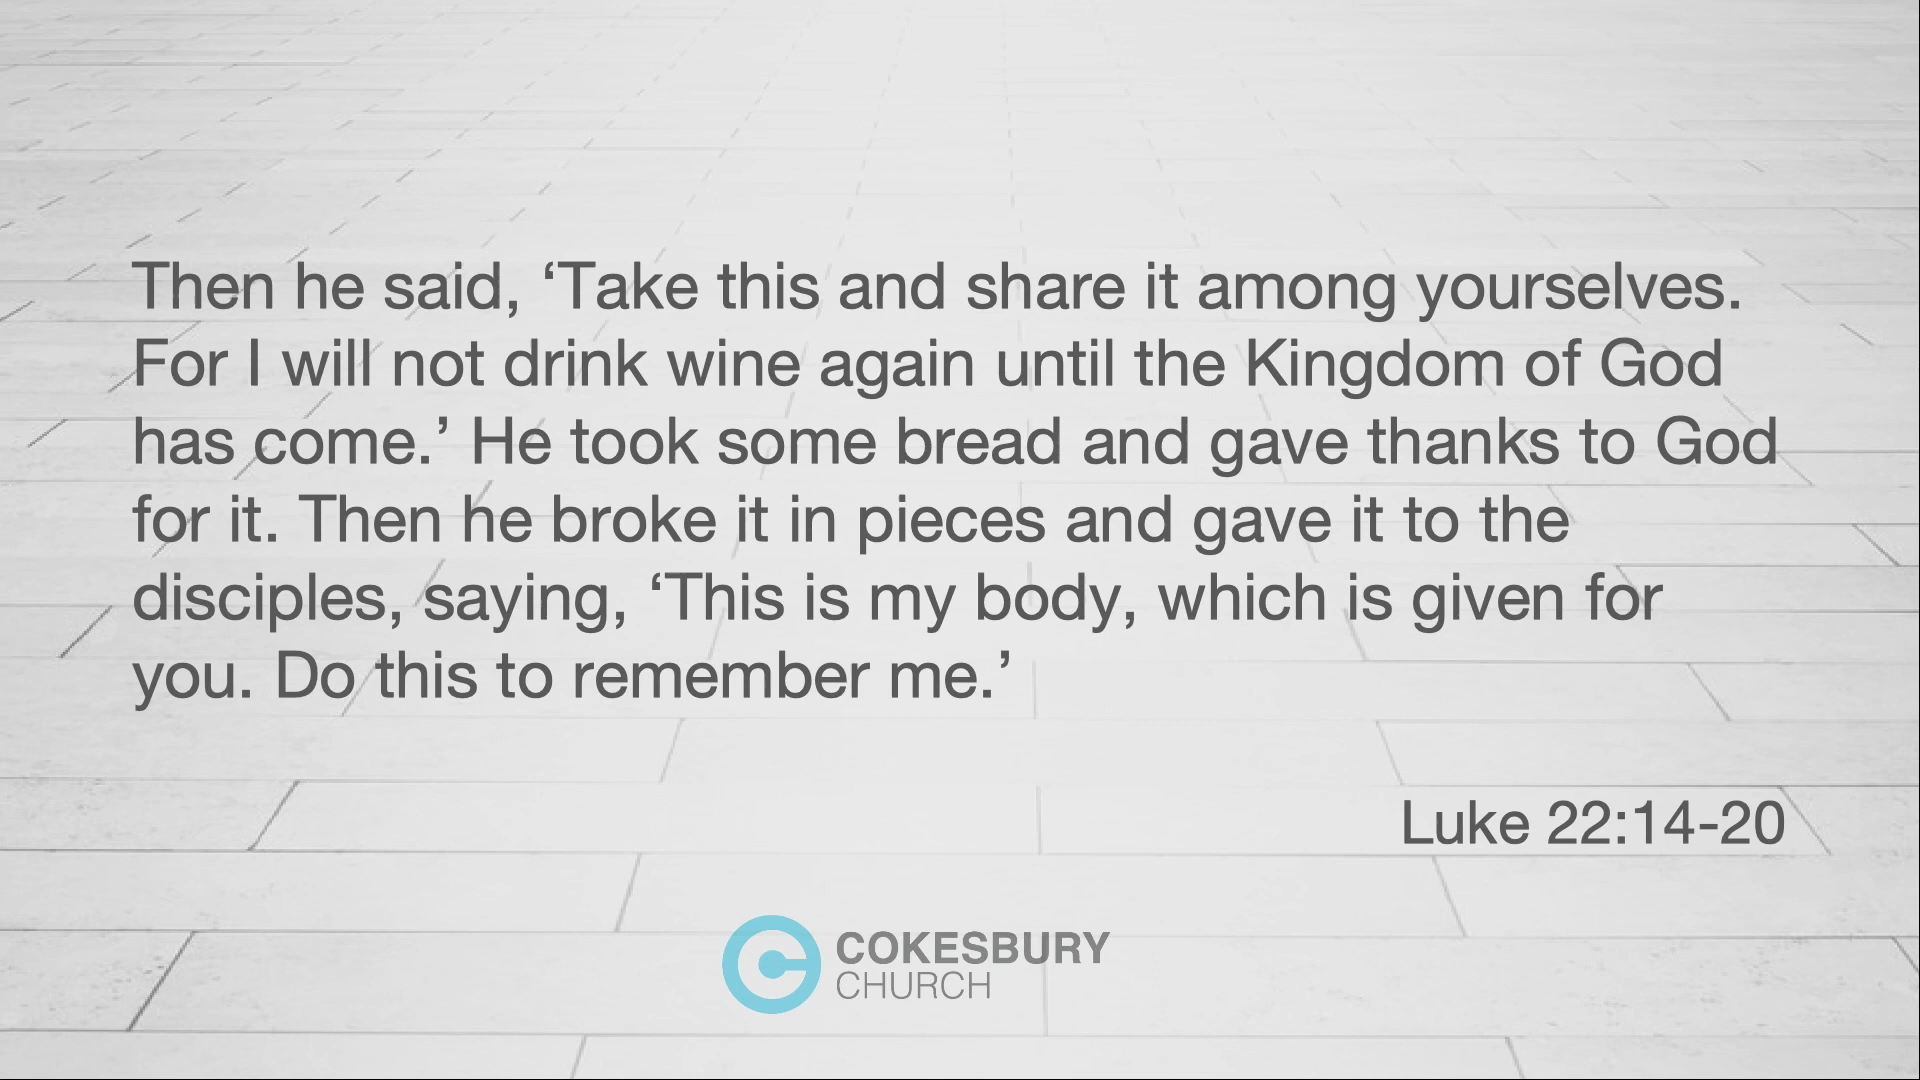 Then he said, ‘Take this and share it among yourselves.
For I will not drink wine again until the Kingdom of God
has come.’ He took some bread and gave thanks to God
for it. Then he broke it in pieces and gave it to the
disciples, saying, ‘This is my body, which is given for
you. Do this to remember me.’
Luke 22:14-20
COKESBURY
CHURCH